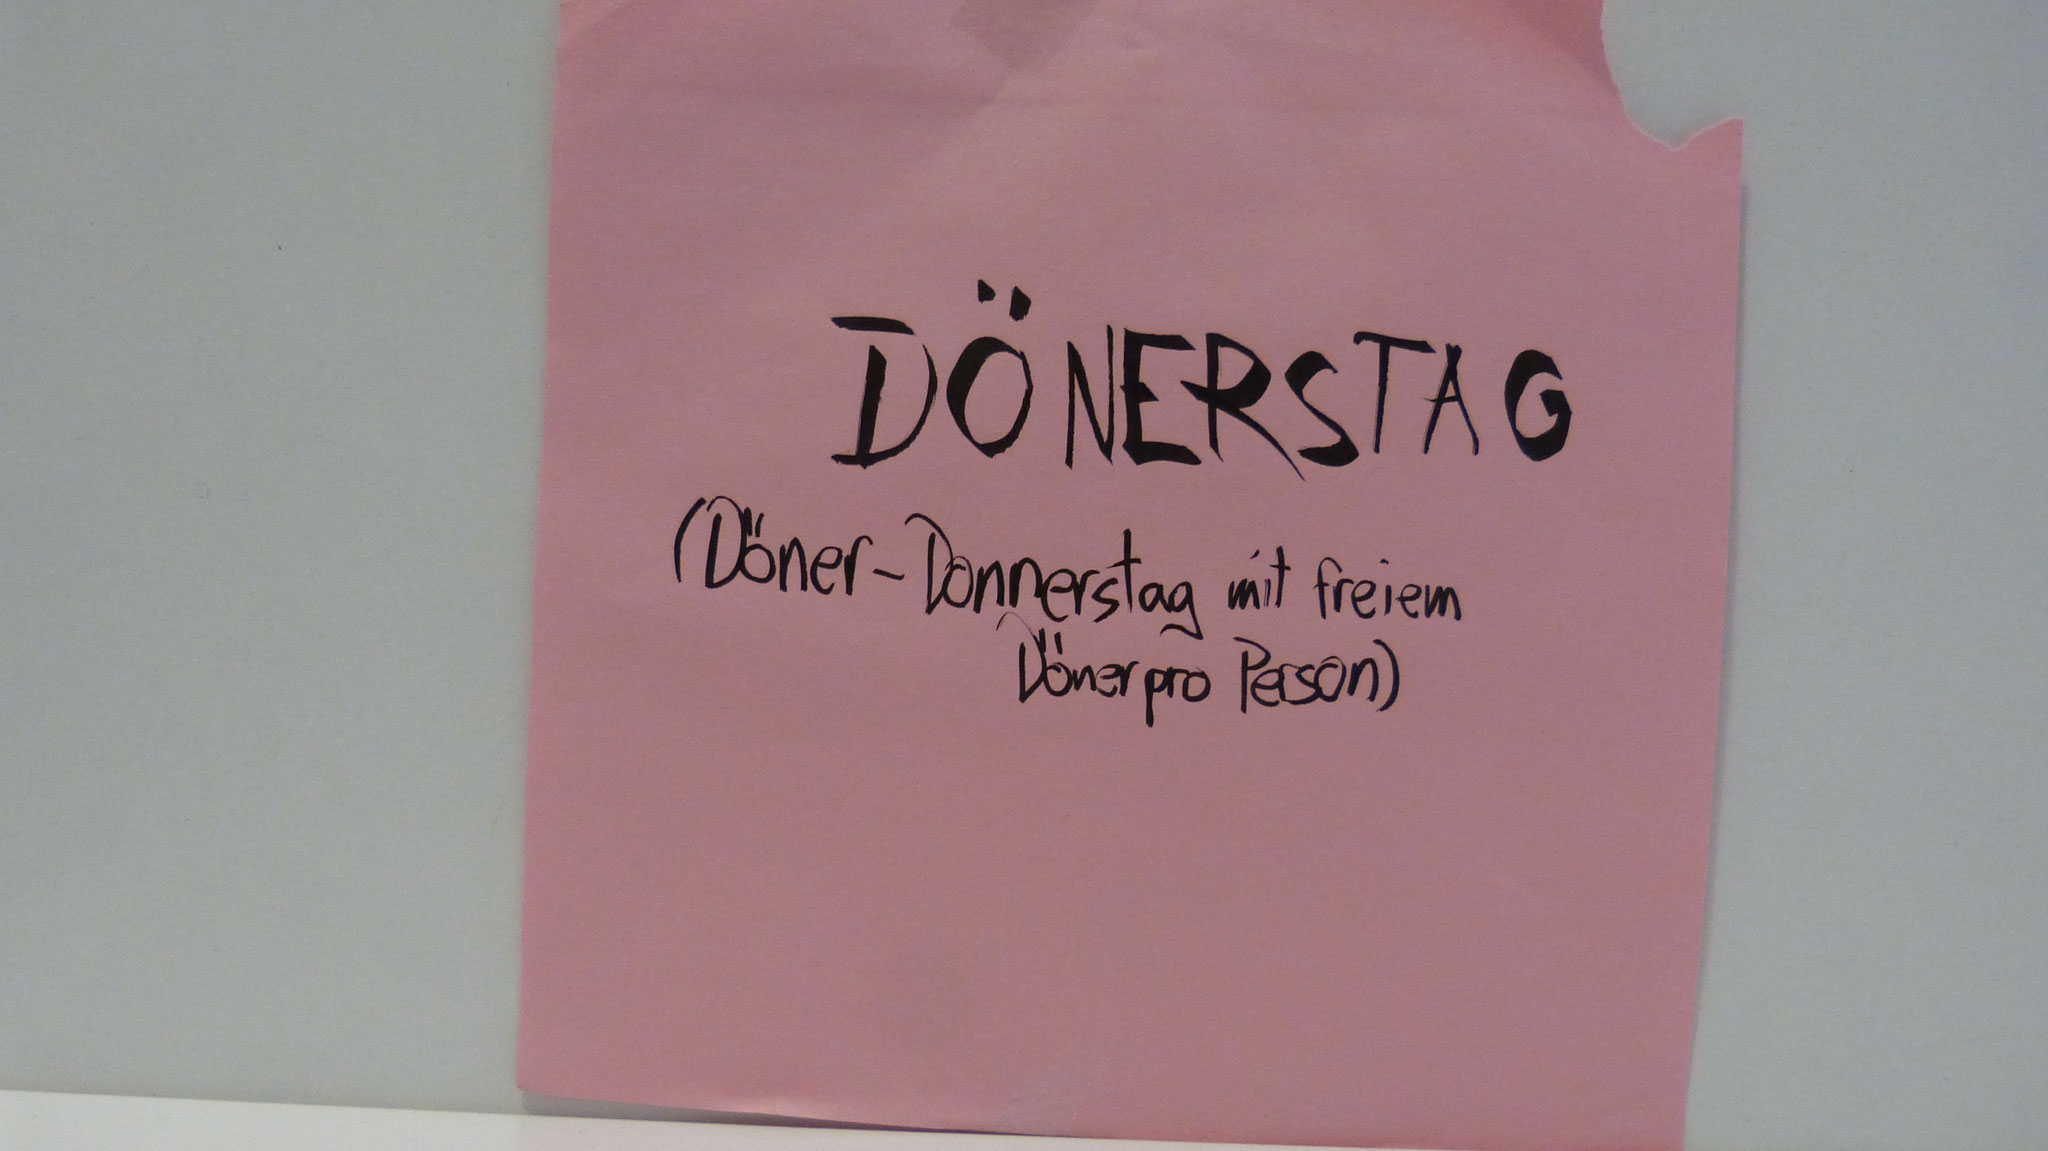 DÖNERSTAG
(Döner-Donnerstag mit freiem
Döner pro Person)